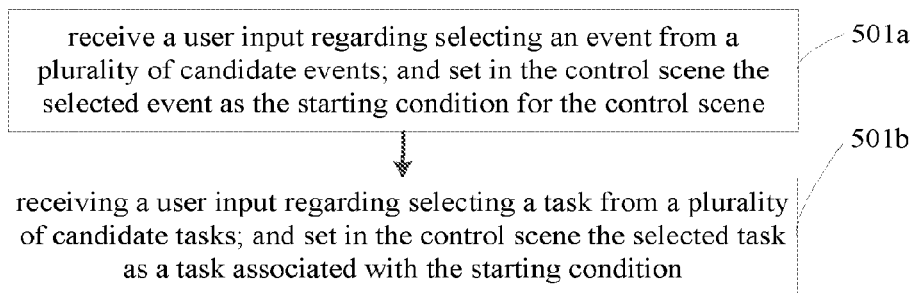 receive a user input regarding selecting an event from a
plurality of candidate events; and set in the control scene the
selected event as the starting condition for the control scene
501a
501b
receiving a user input regarding selecting a task from a plurality
of candidate tasks; and set in the control scene the selected task
as a task associated with the starting condition